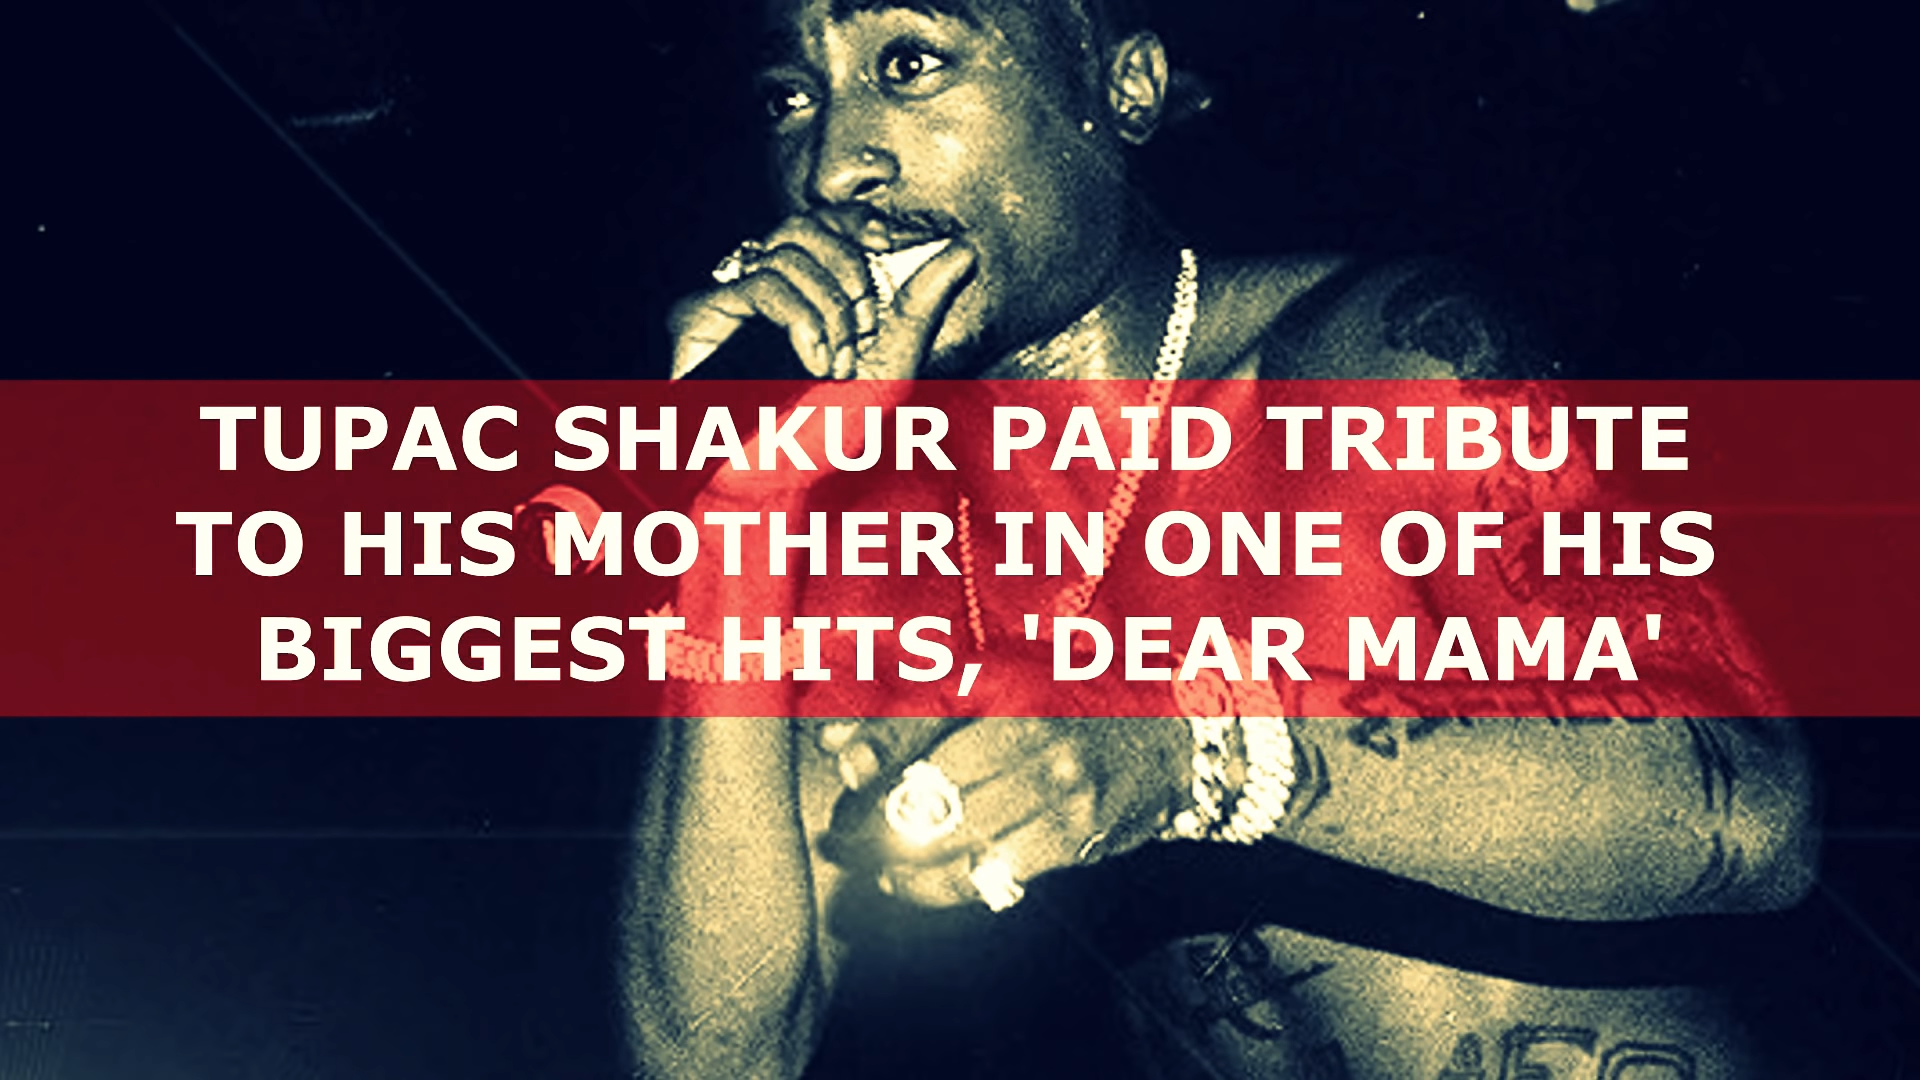 TUPAC SHAKUR PAID TRIBUTE
TO HIS MOTHER IN ONE OF HIS
BIGGEST HITS, 'DEAR MAMA'